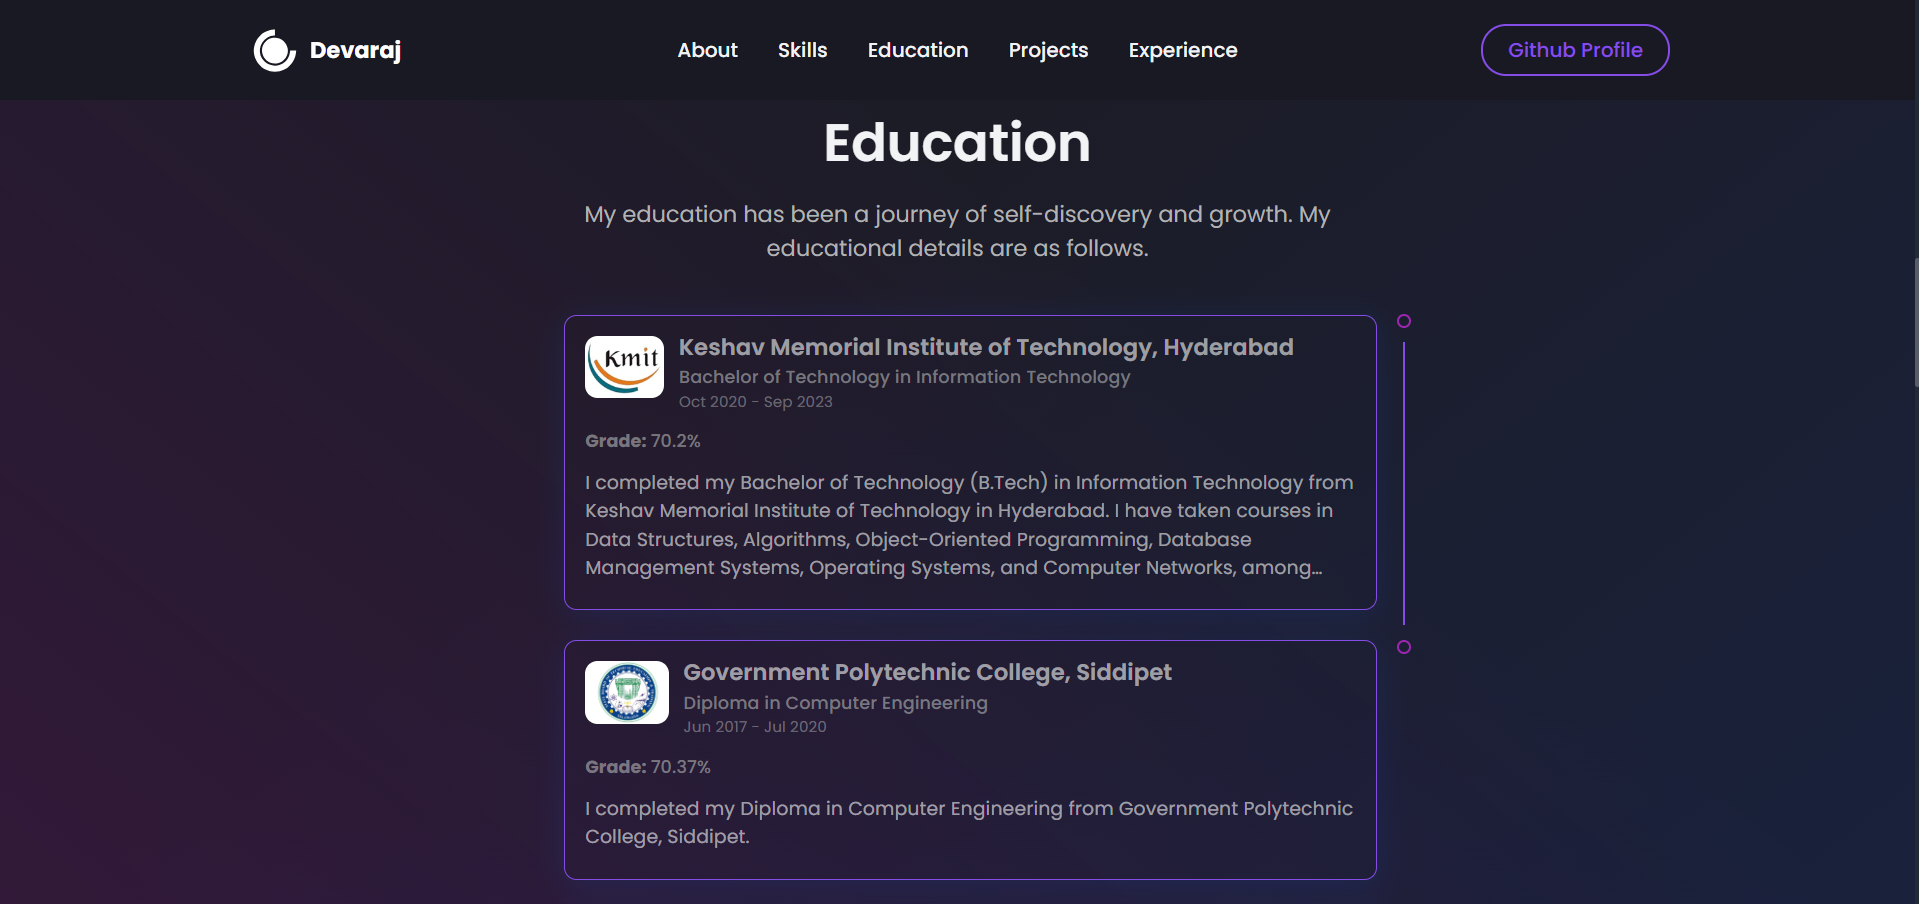 Devaraj
About
Skills
Education
Projects
Experience
Github Profile
Education
My education has been a journey of self-discovery and growth. My
educational details are as follows.
Kmit
Keshav Memorial Institute of Technology, Hyderabad
Bachelor of Technology in Information Technology
Oct 2020 - Sep 2023
Grade: 70.2%
I completed my Bachelor of Technology (B.Tech) in Information Technology from
Keshav Memorial Institute of Technology in Hyderabad. I have taken courses in
Data Structures, Algorithms, Object-Oriented Programming, Database
Management Systems, Operating Systems, and Computer Networks, among...
Government Polytechnic College, Siddipet
Diploma in Computer Engineering
Jun 2017 - Jul 2020
Grade: 70.37%
I completed my Diploma in Computer Engineering from Government Polytechnic
College, Siddipet.